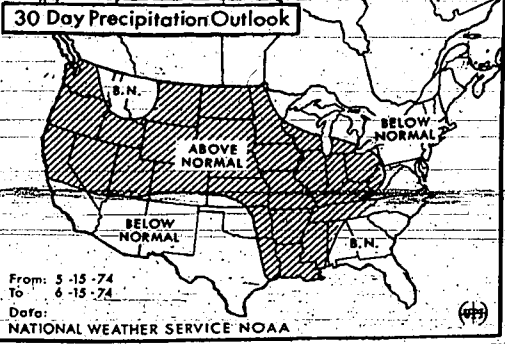 30 Day Precipitation Outlook
B.N.
BELOW
NORMAL
ABOVE
NORMAL
BELOW
NORMAL
B.N.
From: 5-15-74
To 6-15-74
Data:
NATIONAL WEATHER SERVICE NOAA
UPI